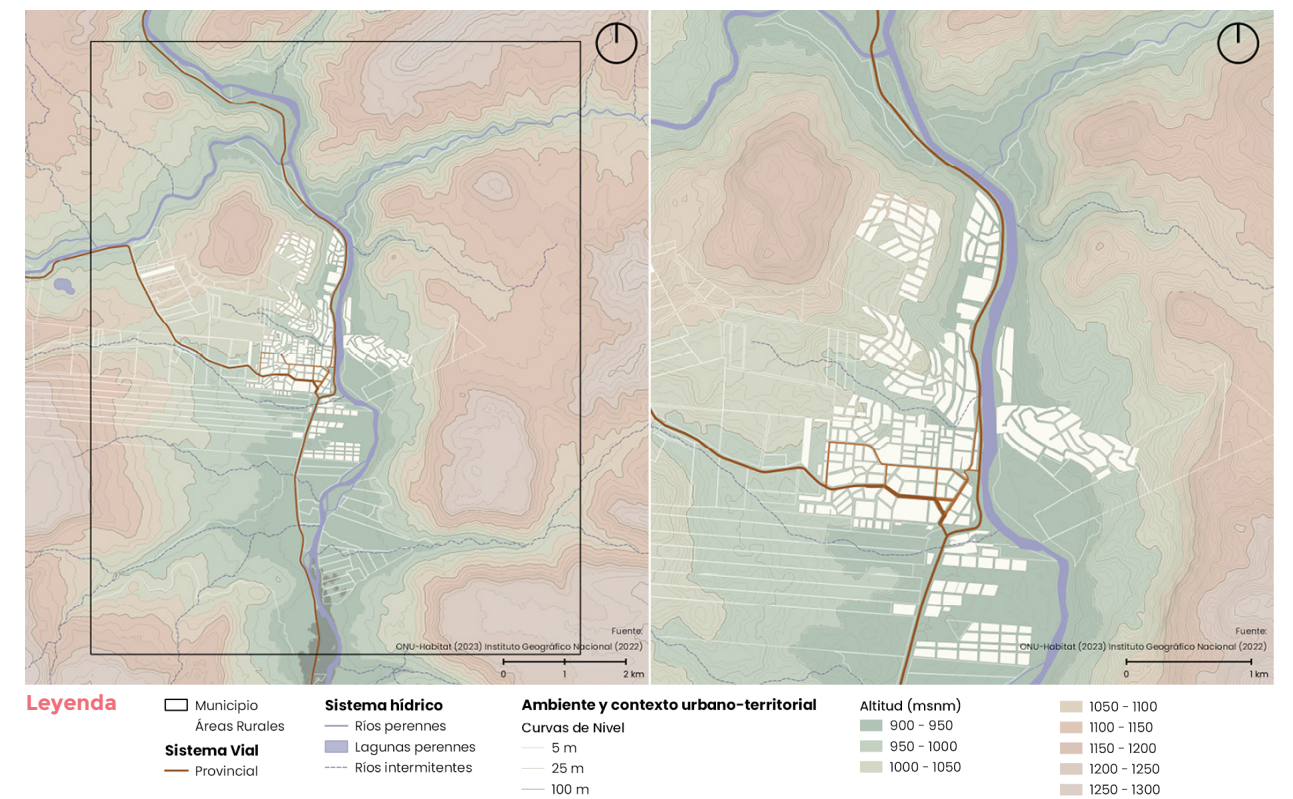 Fuente:
ONU-Habitat (2023) Instituto Geográfico Nacional (2022)
0 1 2 km
Fuente:
ONU-Habitat (2023) Instituto Geográfico Nacional (2022)
0 1 km
Leyenda
Municipio
Áreas Rurales
Sistema Vial
Provincial
Sistema hídrico
Ríos perennes
Lagunas perennes
Ríos intermitentes
Ambiente y contexto urbano-territorial
Curvas de Nivel
5 m
25 m
100 m
Altitud (msnm)
900 - 950
950 - 1000
1000 - 1050
1050 - 1100
1100 - 1150
1150 - 1200
1200 - 1250
1250 - 1300